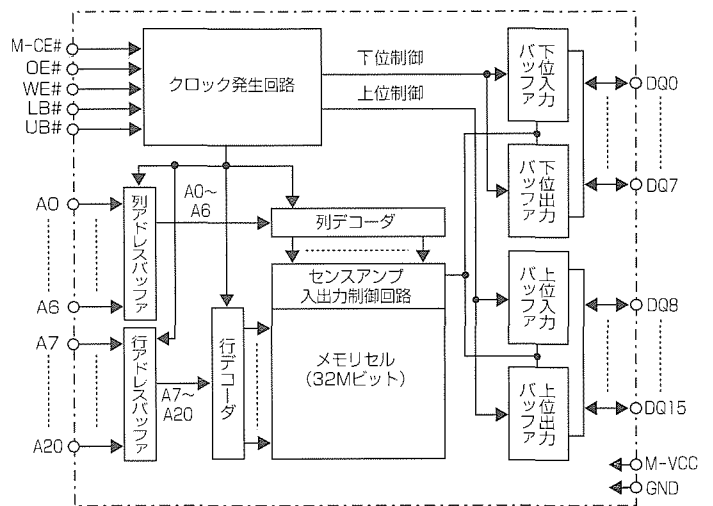 M-CE#
OE#
WE#
LB#
UB#
クロック発生回路
下位制御
上位制御
下位入力
バッファ
下位出力
バッファ
DQ0
DQ7
A0
A6
列アドレスバッファ
A0～
A6
列デコーダ
センスアンプ
入出力制御回路
メモリセル
(32Mビット)
上位入力
バッファ
上位出力
バッファ
DQ8
DQ15
A7
A20
行アドレスバッファ
A7～
A20
行デコーダ
M-VCC
GND